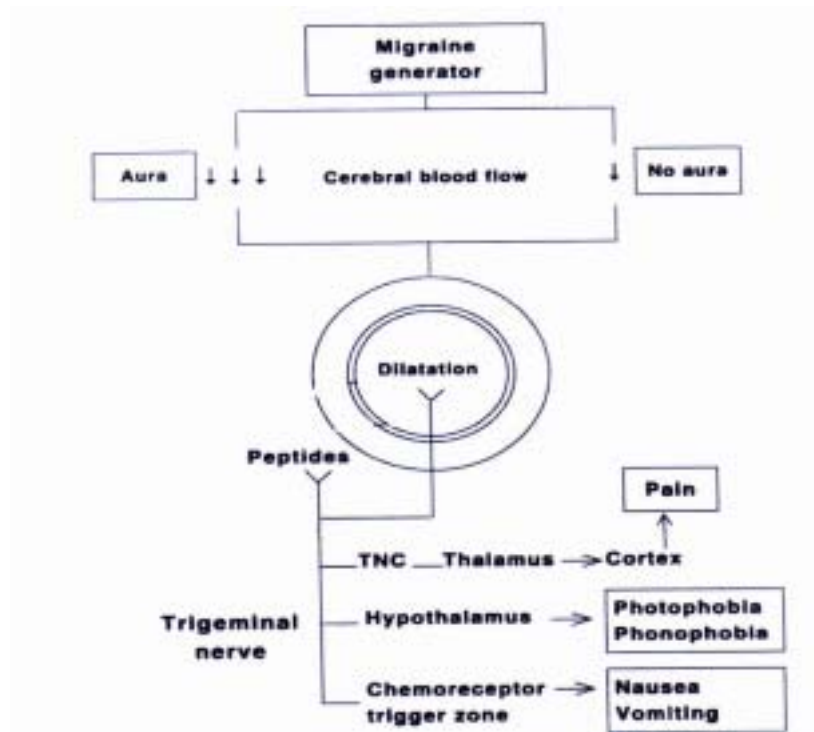 Migraine
generator
Aura ↓ ↓ ↓ Cerebral blood flow ↓ No aura
Dilatation
Peptides
Pain
TNC Thalamus → Cortex
Trigeminal
nerve
Hypothalamus → Photophobia
Phonophobia
Chemoreceptor
trigger zone → Nausea
Vomiting